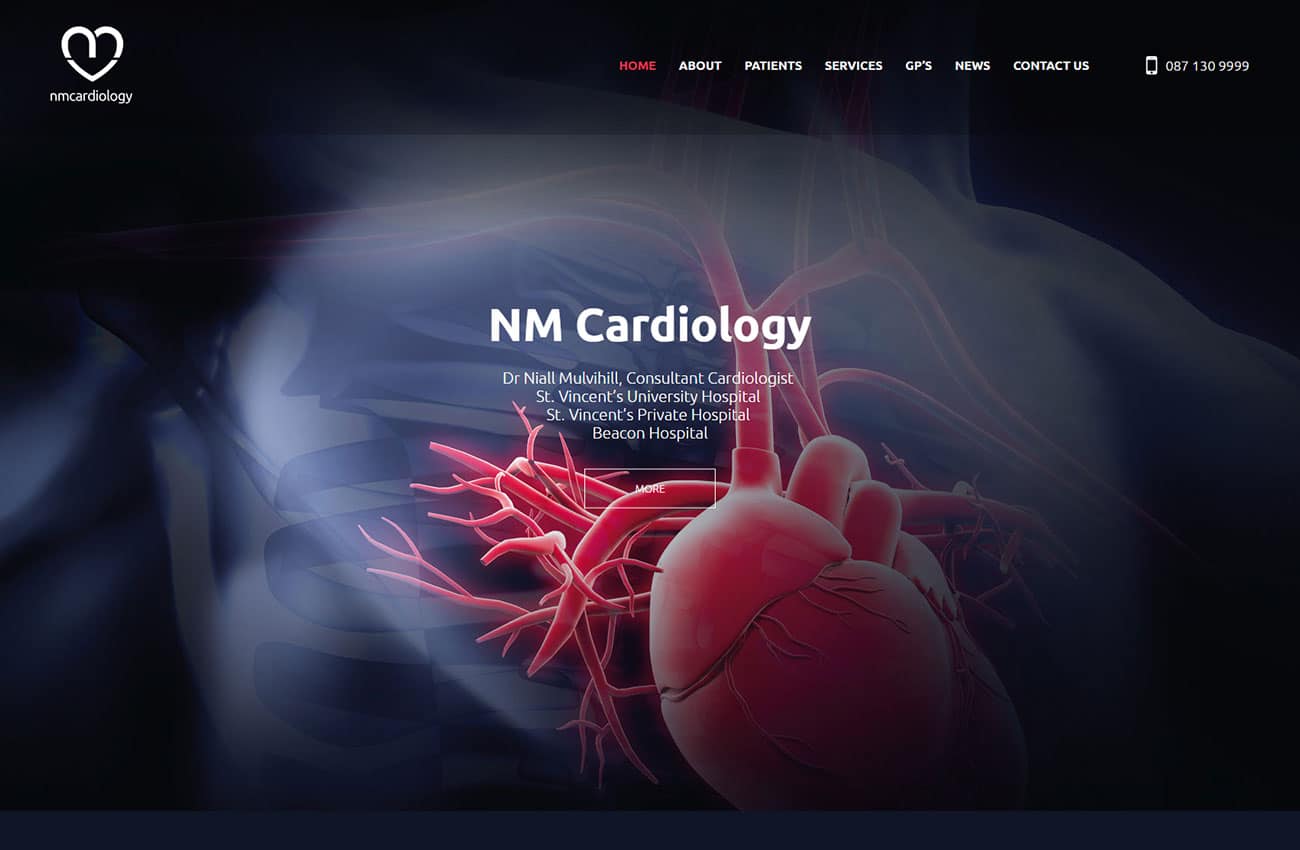 nmcardiology
HOME ABOUT PATIENTS SERVICES GP'S NEWS CONTACT US 087 130 9999
NM Cardiology
Dr Niall Mulvihill, Consultant Cardiologist
St. Vincent's University Hospital
St. Vincent's Private Hospital
Beacon Hospital
MORE